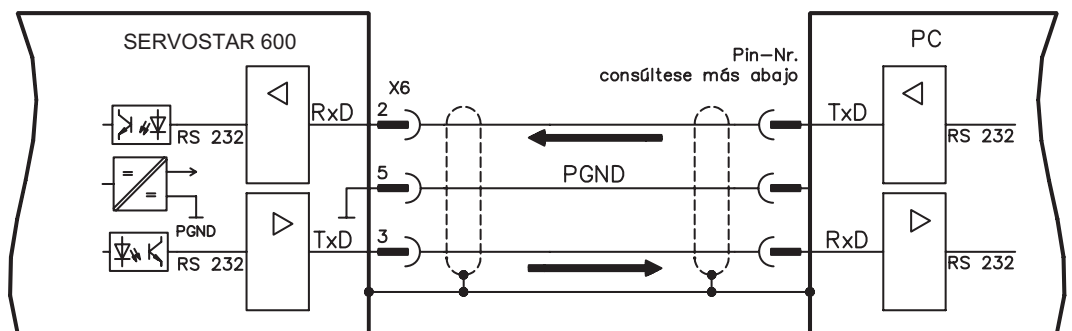 SERVOSTAR 600
PC
Pin-Nr.
consúltese más abajo
X6
RxD
2
TxD
RS 232
RS 232
5
PGND
PGND
TxD
3
RxD
RS 232
RS 232